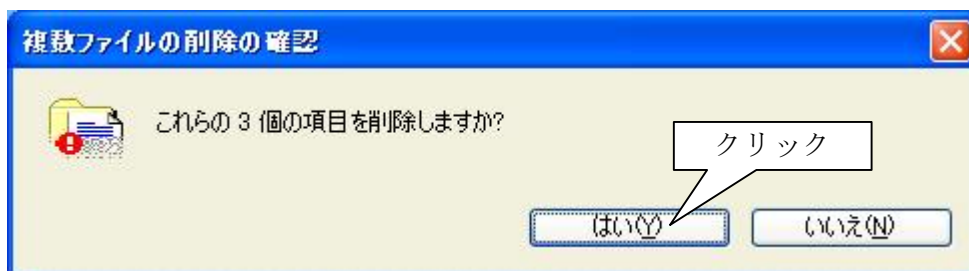 複数ファイルの削除の確認
これらの 3 個の項目を削除しますか?
クリック
はい(Y)
いいえ(N)